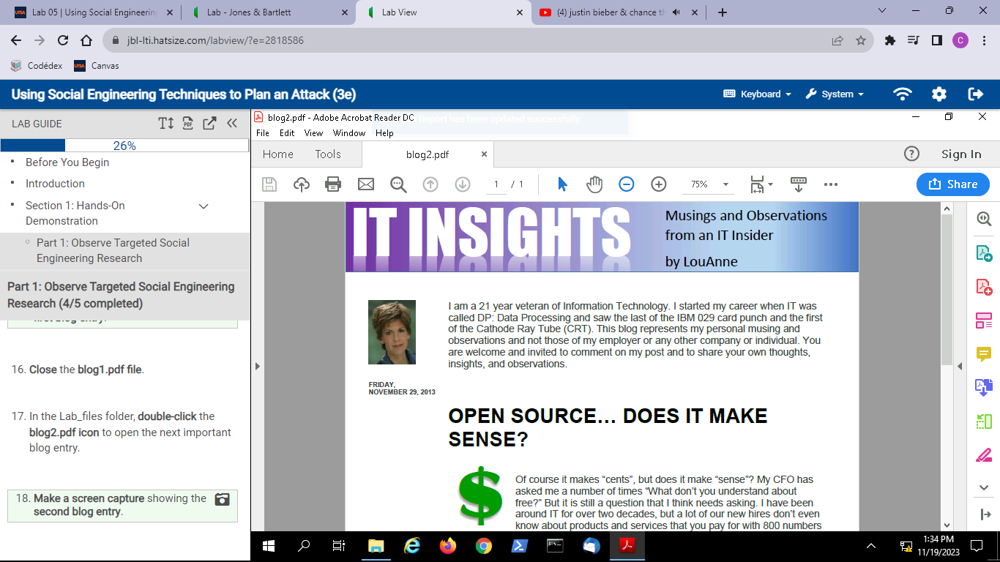 Lab 05 | Using Social Engineering
Lab - Jones & Bartlett
Lab View
(4) justin bieber & chance th
jbl-lti.hatsize.com/labview/?e=2818586
C
Codédex
UTSA
Canvas
Using Social Engineering Techniques to Plan an Attack (3e)
Keyboard
System
LAB GUIDE
PDF
26%
Before You Begin
Introduction
Section 1: Hands-On
Demonstration
Part 1: Observe Targeted Social
Engineering Research
Part 1: Observe Targeted Social Engineering
Research (4/5 completed)
first blog entry.
16. Close the blog1.pdf file.
17. In the Lab_files folder, double-click the
blog2.pdf icon to open the next important
blog entry.
18. Make a screen capture showing the
second blog entry.
blog2.pdf - Adobe Acrobat Reader DC
Report has been updated successfully.
File Edit View Window Help
Home Tools blog2.pdf
Sign In
1 / 1
75%
Share
IT INSIGHTS
Musings and Observations
from an IT Insider
by LouAnne
I am a 21 year veteran of Information Technology. I started my career when IT was
called DP: Data Processing and saw the last of the IBM 029 card punch and the first
of the Cathode Ray Tube (CRT). This blog represents my personal musing and
observations and not those of my employer or any other company or individual. You
are welcome and invited to comment on my post and to share your own thoughts,
insights, and observations.
FRIDAY,
NOVEMBER 29, 2013
OPEN SOURCE… DOES IT MAKE
SENSE?
$
Of course it makes “cents”, but does it make “sense”? My CFO has
asked me a number of times “What don’t you understand about
free?” But it is still a question that I think needs asking. I have been
around IT for over two decades, but a lot of our new hires don’t even
know about products and services that you pay for with 800 numbers
1:34 PM
11/19/2023